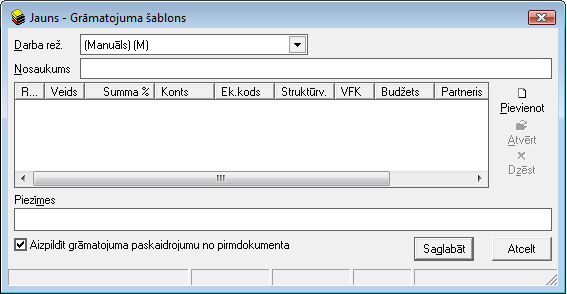 Jauns - Grāmatojuma šablons
Darba rež. (Manuāls) (M)
Nosaukums
R... Veids Summa % Konts Ek.kods Struktūrv. VFK Budžets Partneris
Pievienot
Atvērt
Dzēst
Piezīmes
Aizpildīt grāmatojuma paskaidrojumu no pirmdokumenta
Saglabāt Atcelt